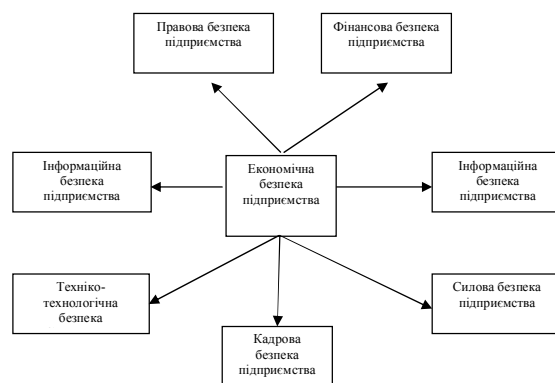 Правова безпека
підприємства
Фінансова безпека
підприємства
Інформаційна
безпека
підприємства
Економічна
безпека
підприємства
Інформаційна
безпека
підприємства
Техніко-
технологічна
безпека
Кадрова
безпека
підприємства
Силова безпека
підприємства